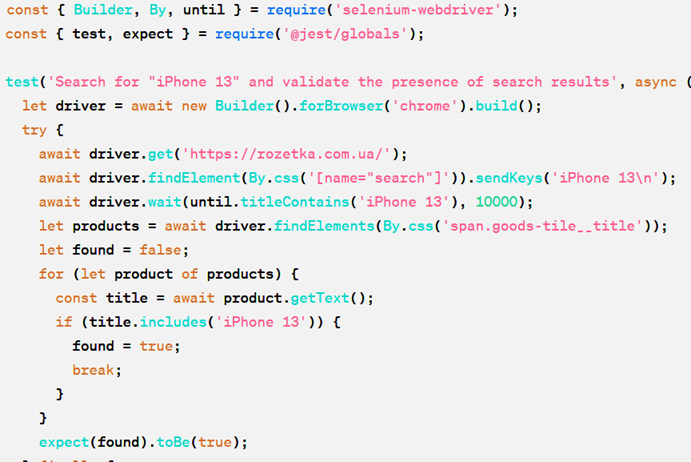 const { Builder, By, until } = require('selenium-webdriver');
const { test, expect } = require('@jest/globals');
test('Search for "iPhone 13" and validate the presence of search results', async (
let driver = await new Builder().forBrowser('chrome').build();
try {
await driver.get('https://rozetka.com.ua/');
await driver.findElement(By.css('[name="search"]')).sendKeys('iPhone 13\n');
await driver.wait(until.titleContains('iPhone 13'), 10000);
let products = await driver.findElements(By.css('span.goods-tile__title'));
let found = false;
for (let product of products) {
const title = await product.getText();
if (title.includes('iPhone 13')) {
found = true;
break;
}
}
expect(found).toBe(true);